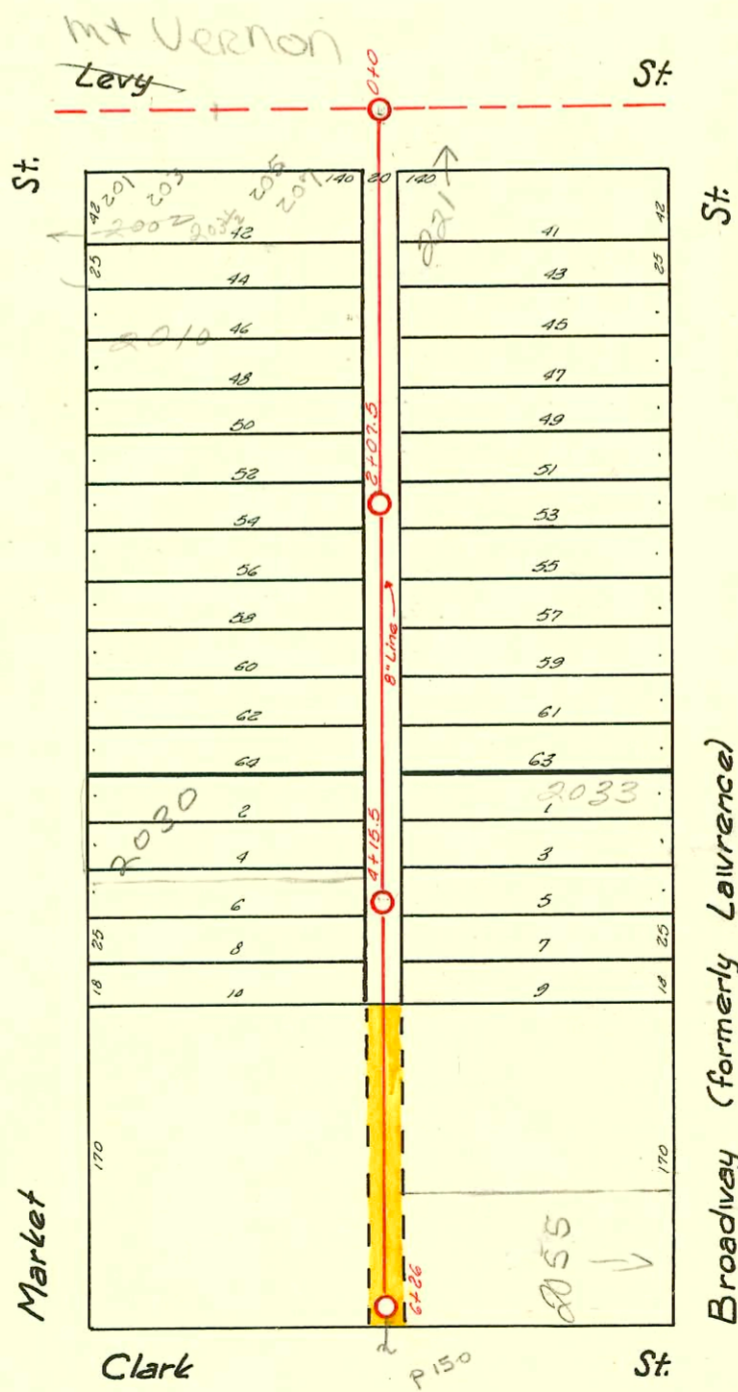 mt Vernon
Levy St.
0+0
St. St.
201 203 205 207 140 20 140
42 2002 203½ 42 221 41 42
25 44 43 25
2010 46 45
48 47
50 49
2+07.5
52 51
54 53
56 55
8" Line
58 57
60 59
62 61
64 63
2030 2033
2 1
4+15.5
4 3
6 5
25 8 7 25
18 10 9 18
170 170
2055
6+26
Market
Broadway (formerly Lawrence)
Clark St.
p 150